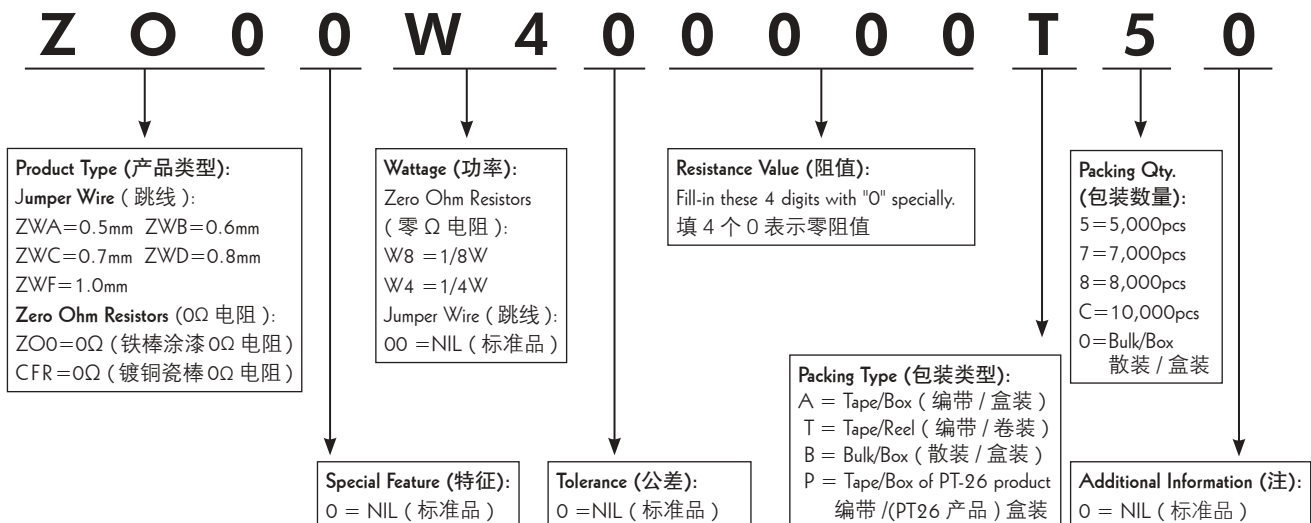 Z O 0 0 W 4 0 0 0 0 0 T 5 0
Product Type (产品类型):
Jumper Wire ( 跳线 ):
ZWA=0.5mm ZWB=0.6mm
ZWC=0.7mm ZWD=0.8mm
ZWF=1.0mm
Zero Ohm Resistors (0Ω 电阻 ):
ZO0=0Ω ( 铁棒涂漆 0Ω 电阻 )
CFR=0Ω ( 镀铜瓷棒 0Ω 电阻 )
Wattage (功率):
Zero Ohm Resistors
( 零 Ω 电阻 ):
W8 =1/8W
W4 =1/4W
Jumper Wire ( 跳线 ):
00 =NIL ( 标准品 )
Resistance Value (阻值):
Fill-in these 4 digits with "0" specially.
填 4 个 0 表示零阻值
Packing Qty.
(包装数量):
5=5,000pcs
7=7,000pcs
8=8,000pcs
C=10,000pcs
0=Bulk/Box
散装 / 盒装
Special Feature (特征):
0 = NIL ( 标准品 )
Tolerance (公差):
0 =NIL ( 标准品 )
Packing Type (包装类型):
A = Tape/Box ( 编带 / 盒装 )
T = Tape/Reel ( 编带 / 卷装 )
B = Bulk/Box ( 散装 / 盒装 )
P = Tape/Box of PT-26 product
编带 /(PT26 产品 ) 盒装
Additional Information (注):
0 = NIL ( 标准品 )